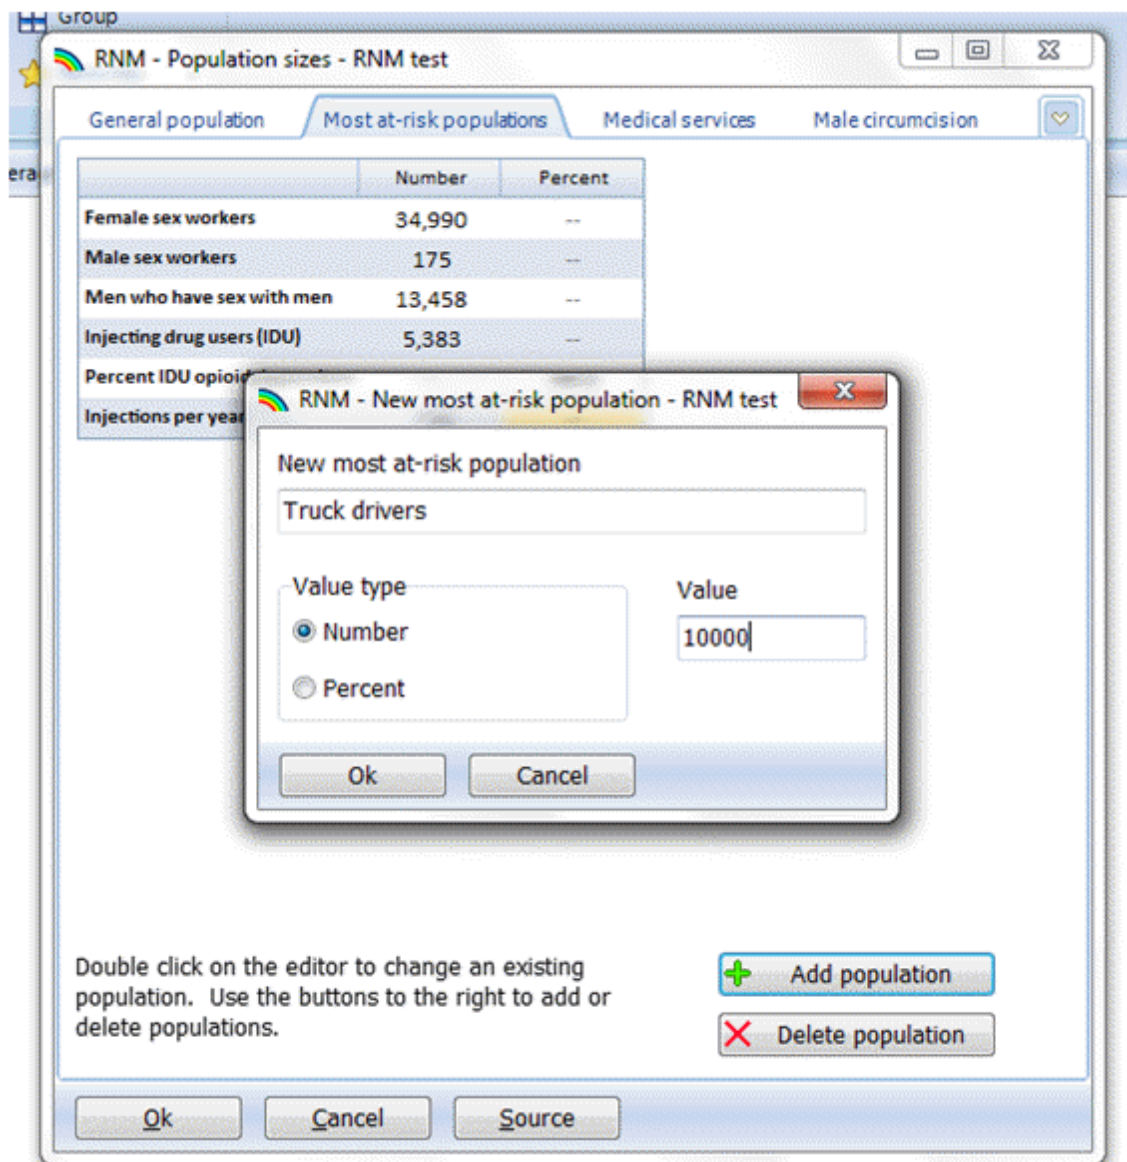 Group
RNM - Population sizes - RNM test
General population Most at-risk populations Medical services Male circumcision
Number Percent
Female sex workers 34,990 --
Male sex workers 175 --
Men who have sex with men 13,458 --
Injecting drug users (IDU) 5,383 --
Percent IDU opioid
Injections per year
RNM - New most at-risk population - RNM test
New most at-risk population
Truck drivers
Value type Value
Number 10000
Percent
Ok Cancel
Double click on the editor to change an existing
population. Use the buttons to the right to add or
delete populations.
Add population
Delete population
Ok Cancel Source